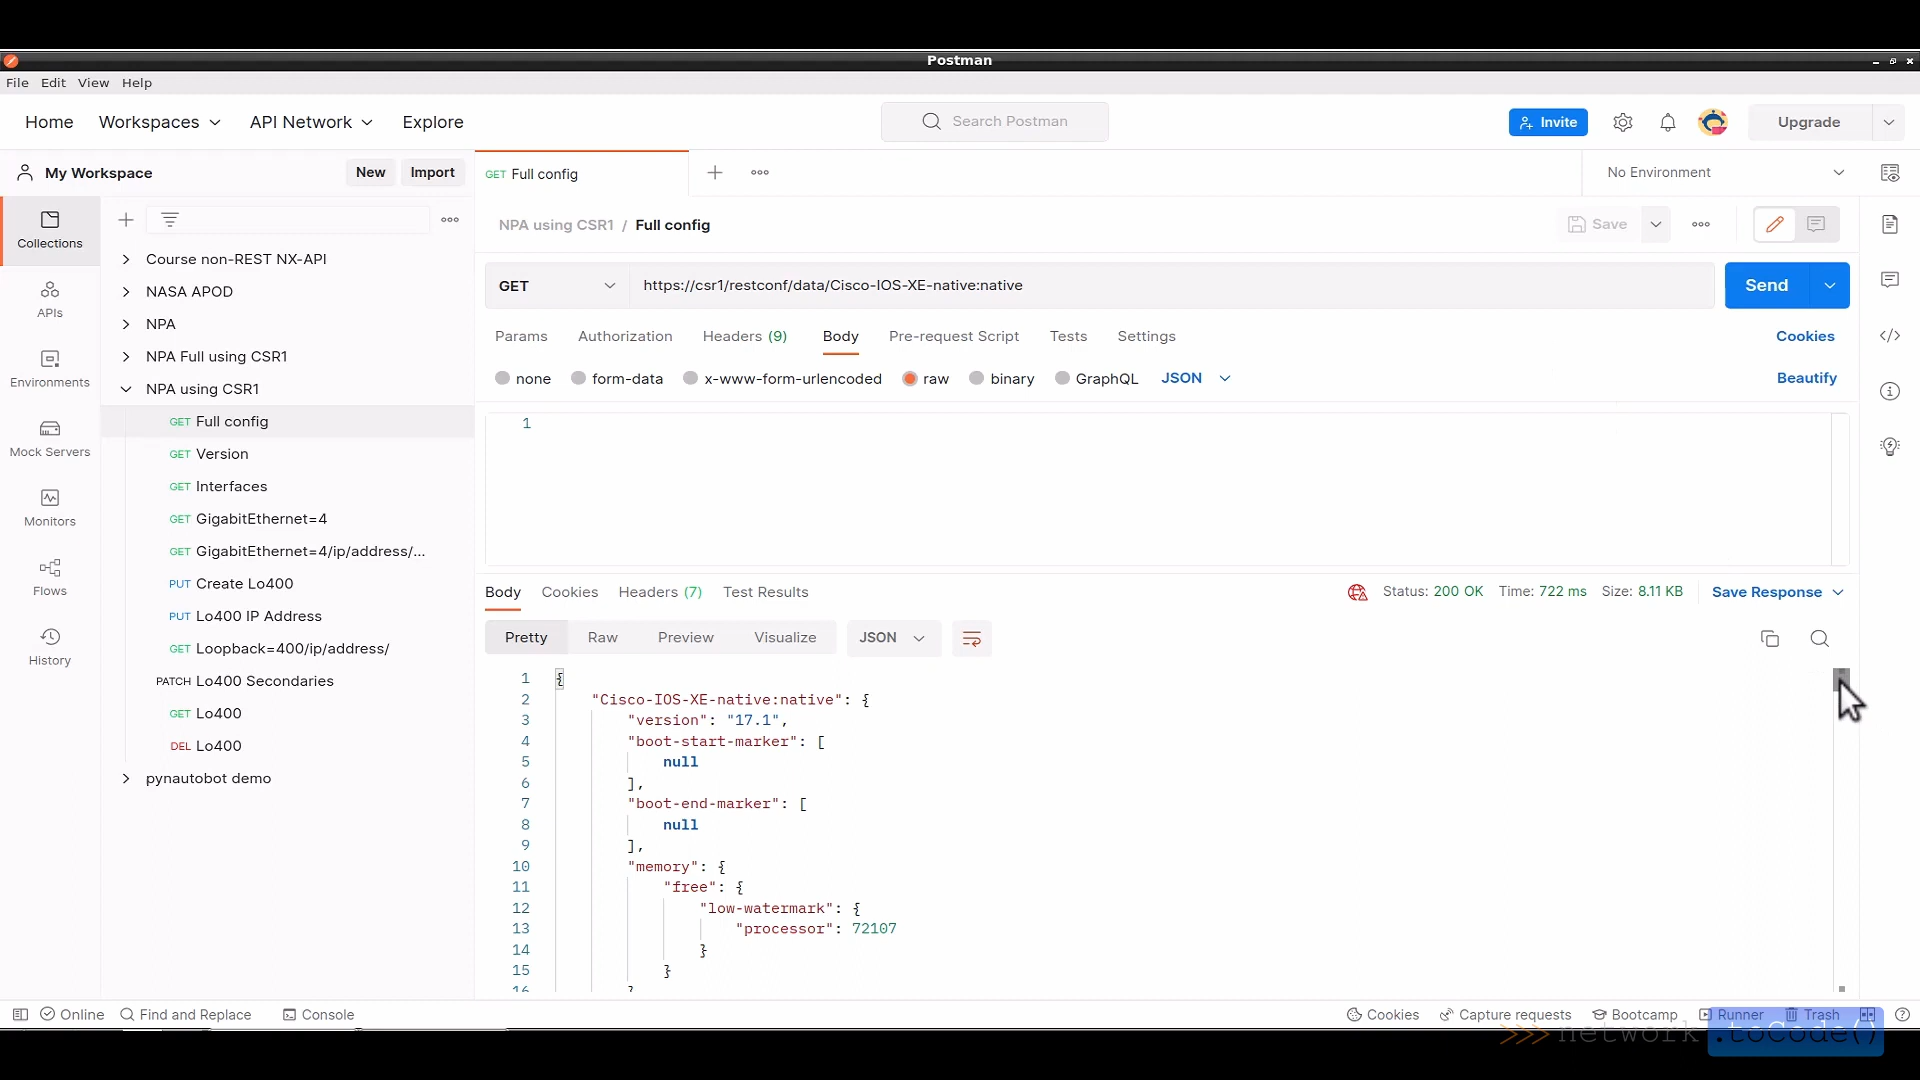 Postman
File Edit View Help
Home Workspaces API Network Explore
Search Postman
Invite
Upgrade
My Workspace
New
Import
GET Full config
No Environment
Collections
APIs
Environments
Mock Servers
Monitors
Flows
History
Course non-REST NX-API
NASA APOD
NPA
NPA Full using CSR1
NPA using CSR1
GET Full config
GET Version
GET Interfaces
GET GigabitEthernet=4
GET GigabitEthernet=4/ip/address/...
PUT Create Lo400
PUT Lo400 IP Address
GET Loopback=400/ip/address/
PATCH Lo400 Secondaries
GET Lo400
DEL Lo400
pynautobot demo
NPA using CSR1 / Full config
Save
GET
https://csr1/restconf/data/Cisco-IOS-XE-native:native
Send
Params Authorization Headers (9) Body Pre-request Script Tests Settings
Cookies
none form-data x-www-form-urlencoded raw binary GraphQL JSON
Beautify
1
Body Cookies Headers (7) Test Results
Status: 200 OK Time: 722 ms Size: 8.11 KB
Save Response
Pretty Raw Preview Visualize
JSON
1 {
2 "Cisco-IOS-XE-native:native": {
3 "version": "17.1",
4 "boot-start-marker": [
5 null
6 ],
7 "boot-end-marker": [
8 null
9 ],
10 "memory": {
11 "free": {
12 "low-watermark": {
13 "processor": 72107
14 }
15 }
16 }
Online Find and Replace Console
Cookies Capture requests Bootcamp Runner Trash
>>> network .toCode()